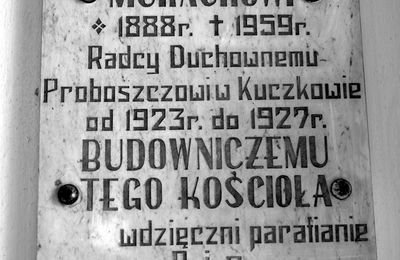 ❖ 1888r. † 1959r.
Radcy Duchownemu-
Proboszczowi w Kuczkowie
od 1923r. do 1927r.
BUDOWNICZEMU
TEGO KOŚCIOŁA
wdzięczni parafianie